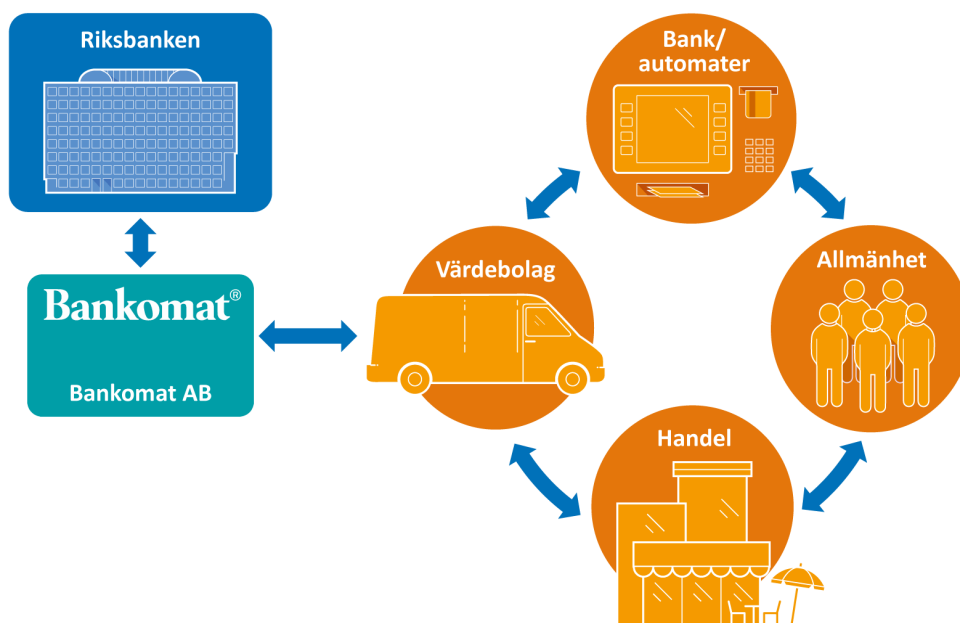 Riksbanken
Bank/
automater
Värdebolag
Allmänhet
Bankomat®
Bankomat AB
Handel